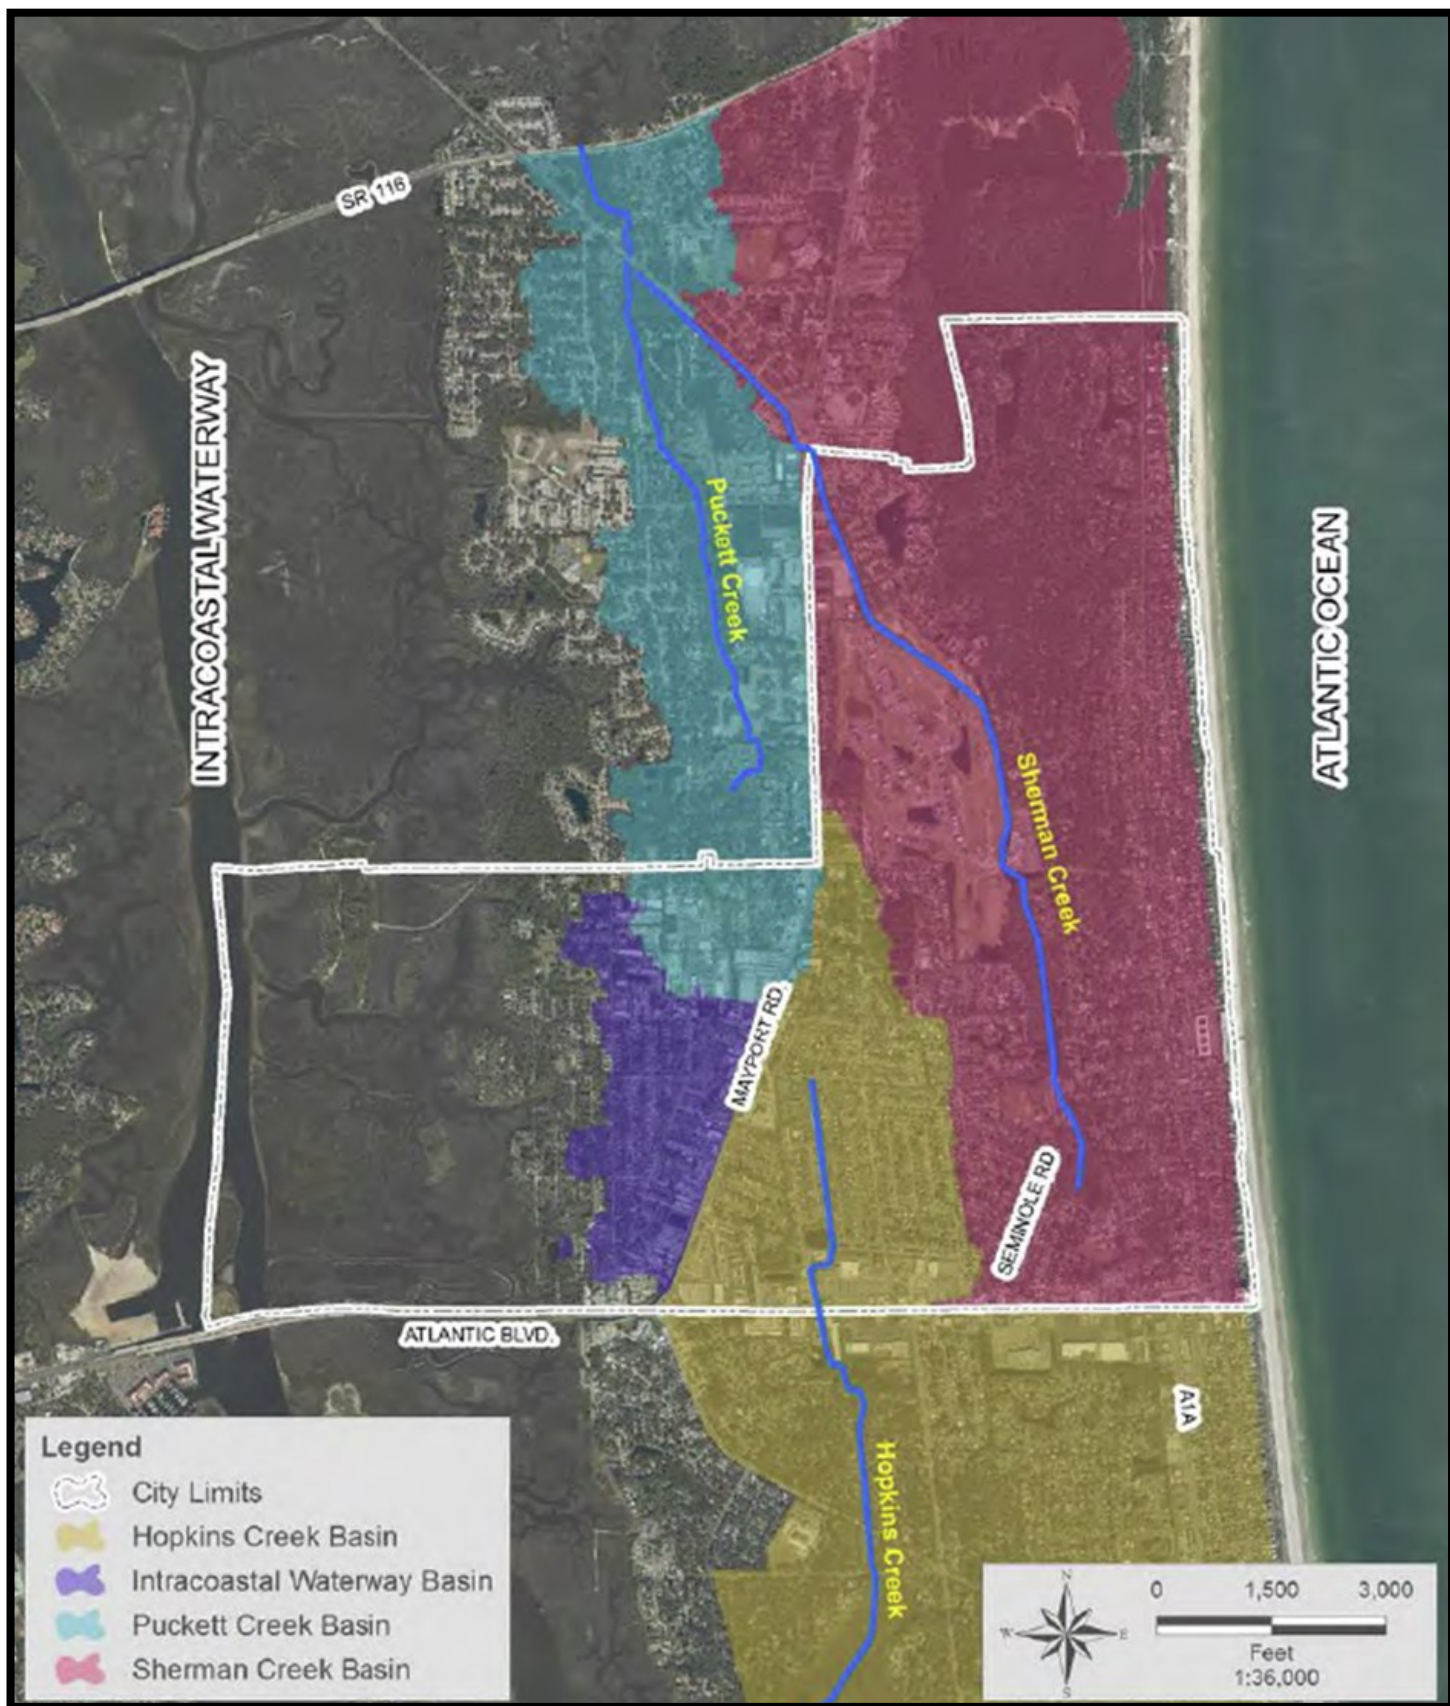 SR 116
INTRACOASTAL WATERWAY
Puckett Creek
ATLANTIC OCEAN
Sherman Creek
MAYPORT RD.
SEMINOLE RD
ATLANTIC BLVD.
A1A
Hopkins Creek
Legend
City Limits
Hopkins Creek Basin
Intracoastal Waterway Basin
Puckett Creek Basin
Sherman Creek Basin
N
W E
S
0 1,500 3,000
Feet
1:36,000